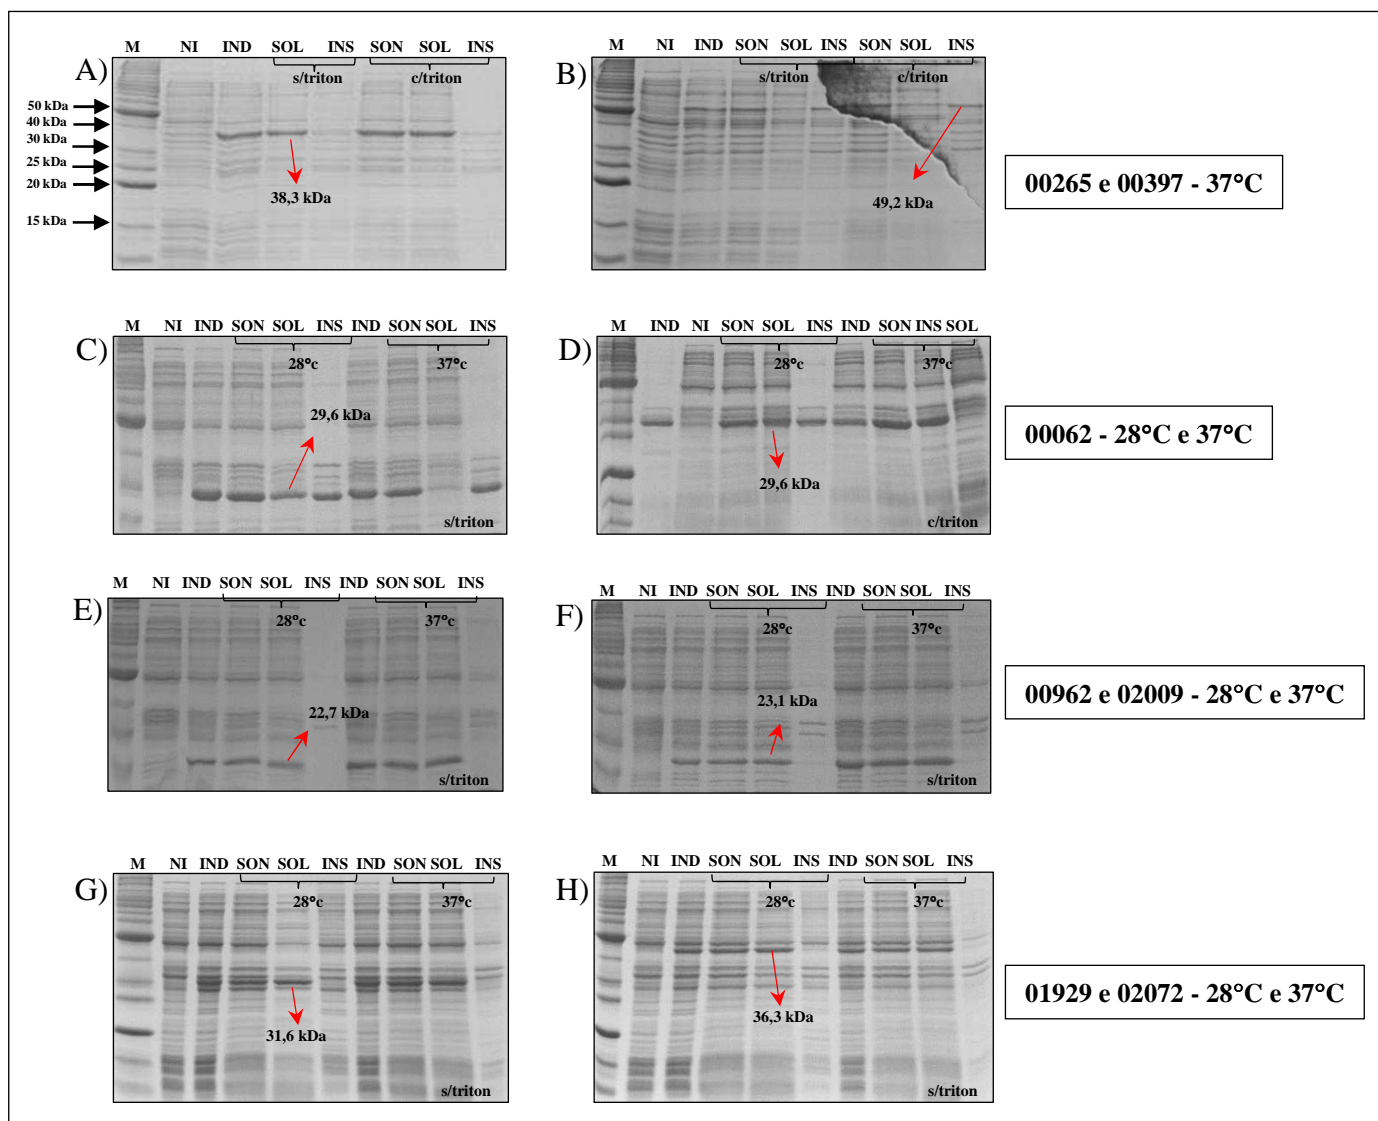 M NI IND SOL INS SON SOL INS
A) s/triton c/triton
50 kDa
40 kDa
30 kDa
25 kDa
20 kDa
15 kDa
38,3 kDa
M NI IND SON SOL INS SON SOL INS
B) s/triton c/triton
49,2 kDa
00265 e 00397 - 37°C
M NI IND SON SOL INS IND SON SOL INS
C) 28°c 37°c
29,6 kDa
s/triton
M IND NI SON SOL INS IND SON INS SOL
D) 28°c 37°c
29,6 kDa
c/triton
00062 - 28°C e 37°C
M NI IND SON SOL INS IND SON SOL INS
E) 28°c 37°c
22,7 kDa
s/triton
M NI IND SON SOL INS IND SON SOL INS
F) 28°c 37°c
23,1 kDa
s/triton
00962 e 02009 - 28°C e 37°C
M NI IND SON SOL INS IND SON SOL INS
G) 28°c 37°c
31,6 kDa
s/triton
M NI IND SON SOL INS IND SON SOL INS
H) 28°c 37°c
36,3 kDa
s/triton
01929 e 02072 - 28°C e 37°C